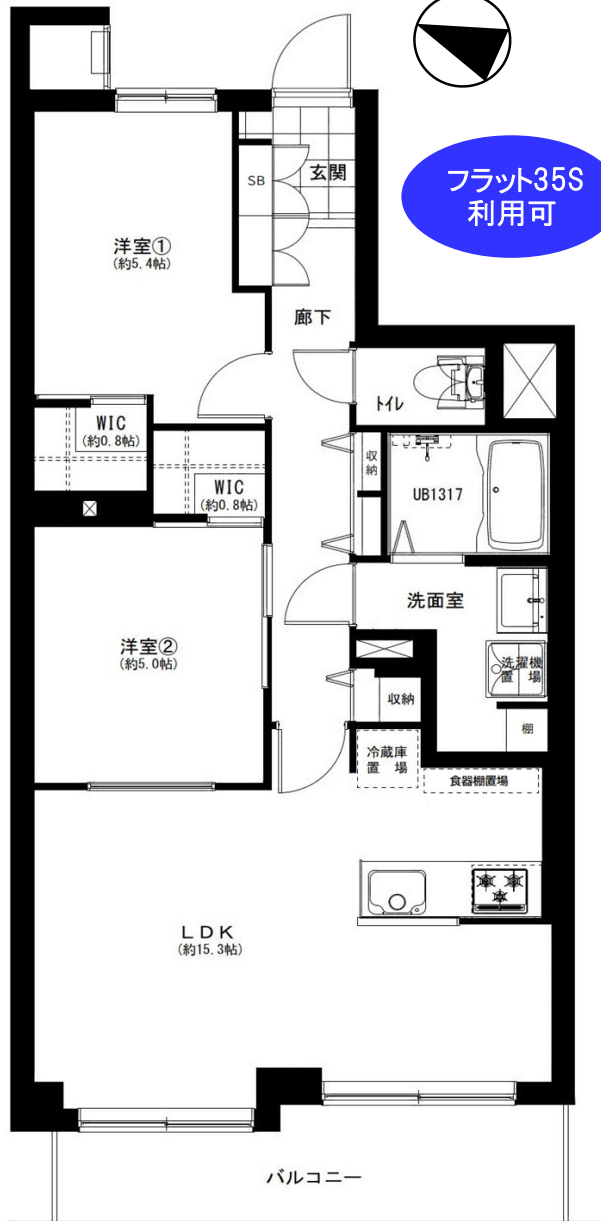 フラット35S
利用可
SB
玄関
洋室①
(約5.4帖)
廊下
トイレ
WIC
(約0.8帖)
収
納
WIC
(約0.8帖)
UB1317
洗面室
洋室②
(約5.0帖)
洗濯機
置　場
収納
棚
冷蔵庫
置　場
食器棚置場
LDK
(約15.3帖)
バルコニー